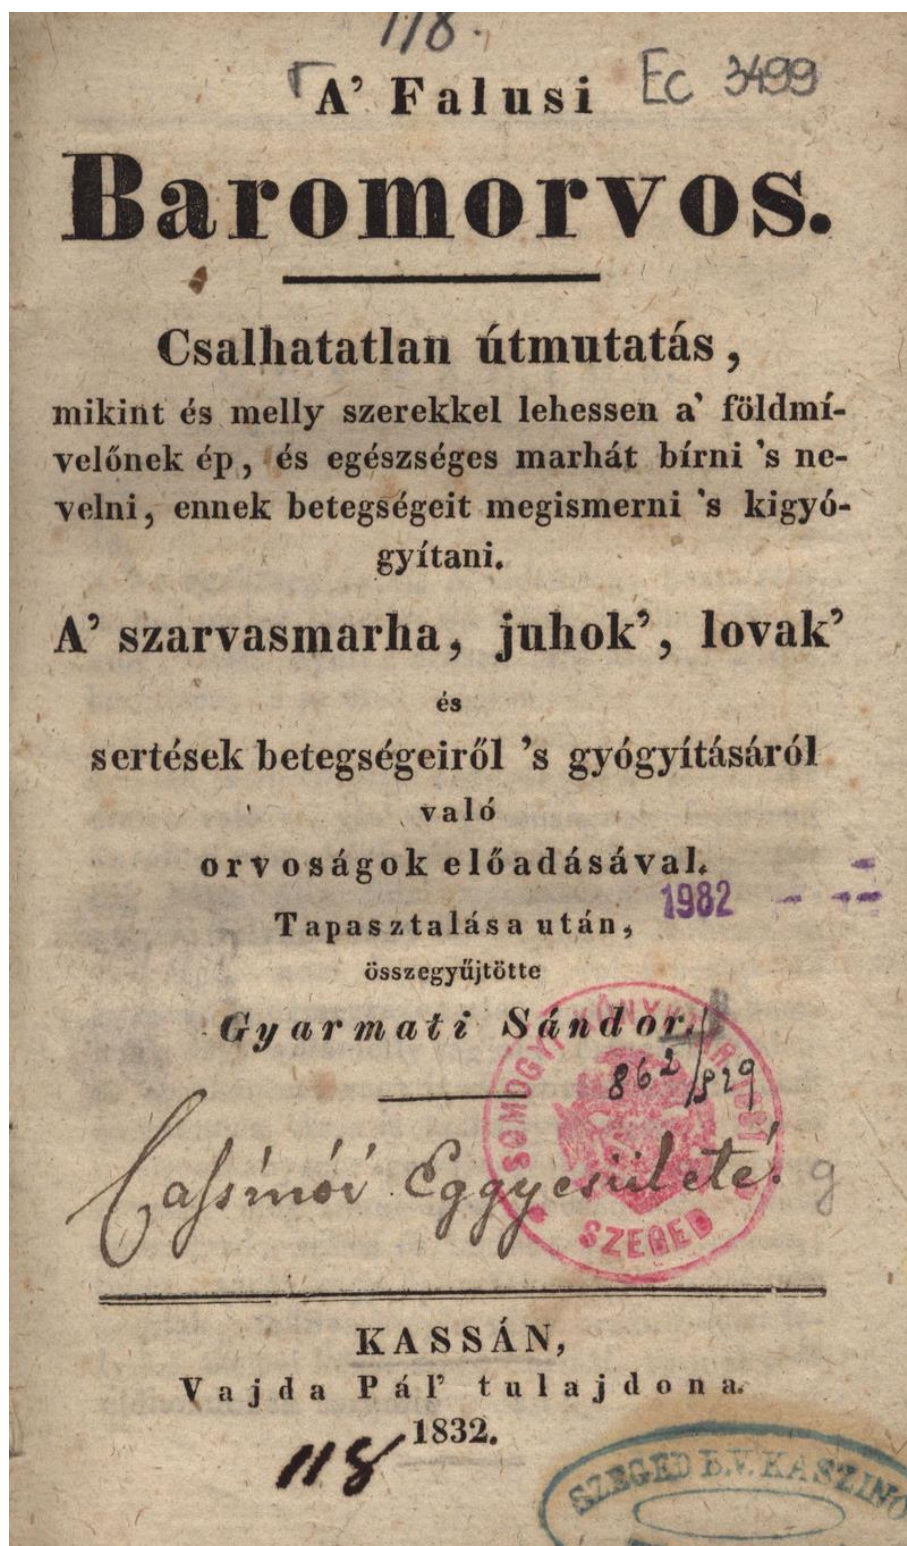 118.
Ec 3499
A’ Falusi
Baromorvos.
Csalhatatlan útmutatás,
mikint és melly szerekkel lehessen a’ földmí-
velőnek ép, és egészséges marhát bírni ’s ne-
velni, ennek betegségeit megismerni ’s kigyó-
gyítani.
A’ szarvasmarha, juhok’, lovak’
és
sertések betegségeiről ’s gyógyításáról
való
orvoságok előadásával.
1982
Tapasztalása után,
összegyűjtötte
Gyarmati Sándor.
862/829
Cassinói Eggyesületé.
g
SZEGED
KASSÁN,
Vajda Pál’ tulajdona.
1832.
118
SZEGED B.V. KASZINO